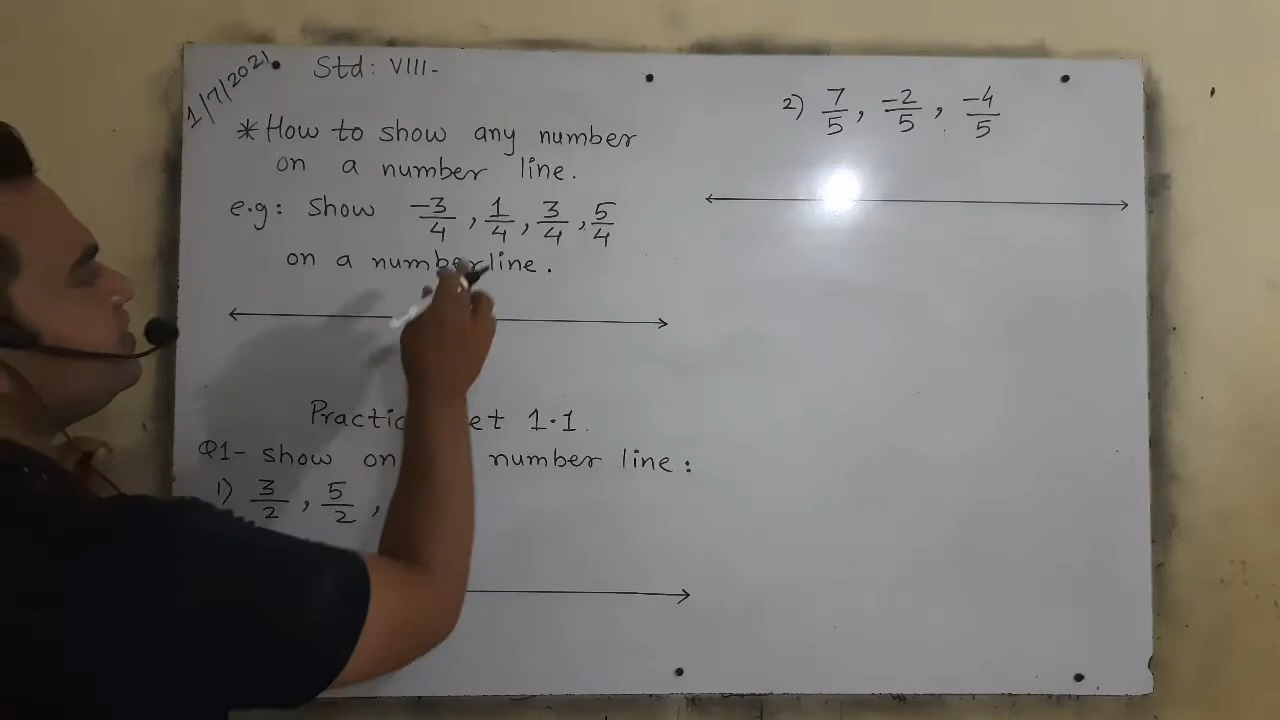 1/7/2021
Std: VIII-
*How to show any number
on a number line.
e.g: Show -3/4, 1/4, 3/4, 5/4
on a number line.
1.1.
Q1- show on number line:
1) 3/2, 5/2,
2) 7/5, -2/5, -4/5